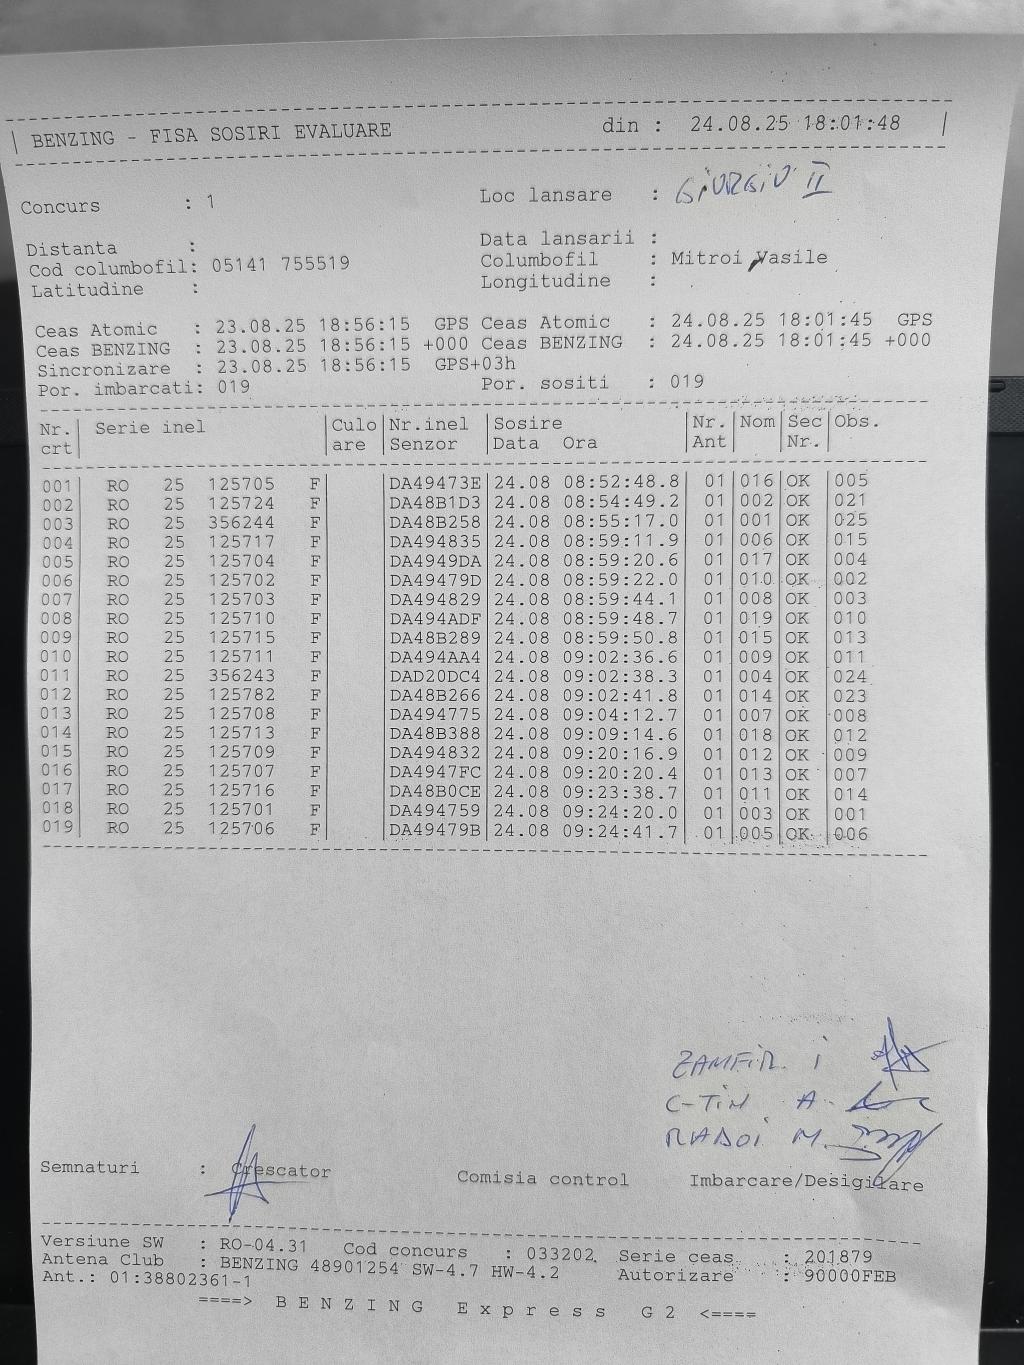 BENZING - FISA SOSIRI EVALUARE din : 24.08.25 18:01:48
Concurs : 1 Loc lansare : GiURGiU II
Distanta : Data lansarii :
Cod columbofil: 05141 755519 Columbofil : Mitroi Vasile
Latitudine : Longitudine :
Ceas Atomic : 23.08.25 18:56:15 GPS Ceas Atomic : 24.08.25 18:01:45 GPS
Ceas BENZING : 23.08.25 18:56:15 +000 Ceas BENZING : 24.08.25 18:01:45 +000
Sincronizare : 23.08.25 18:56:15 GPS+03h
Por. imbarcati: 019 Por. sositi : 019
Nr. Serie inel Culo Nr.inel Sosire Nr. Nom Sec Obs.
crt are Senzor Data Ora Ant Nr.
001 RO 25 125705 F DA49473E 24.08 08:52:48.8 01 016 OK 005
002 RO 25 125724 F DA48B1D3 24.08 08:54:49.2 01 002 OK 021
003 RO 25 356244 F DA48B258 24.08 08:55:17.0 01 001 OK 025
004 RO 25 125717 F DA494835 24.08 08:59:11.9 01 006 OK 015
005 RO 25 125704 F DA4949DA 24.08 08:59:20.6 01 017 OK 004
006 RO 25 125702 F DA49479D 24.08 08:59:22.0 01 010 OK 002
007 RO 25 125703 F DA494829 24.08 08:59:44.1 01 008 OK 003
008 RO 25 125710 F DA494ADF 24.08 08:59:48.7 01 019 OK 010
009 RO 25 125715 F DA48B289 24.08 08:59:50.8 01 015 OK 013
010 RO 25 125711 F DA494AA4 24.08 09:02:36.6 01 009 OK 011
011 RO 25 356243 F DAD20DC4 24.08 09:02:38.3 01 004 OK 024
012 RO 25 125782 F DA48B266 24.08 09:02:41.8 01 014 OK 023
013 RO 25 125708 F DA494775 24.08 09:04:12.7 01 007 OK 008
014 RO 25 125713 F DA48B388 24.08 09:09:14.6 01 018 OK 012
015 RO 25 125709 F DA494832 24.08 09:20:16.9 01 012 OK 009
016 RO 25 125707 F DA4947FC 24.08 09:20:20.4 01 013 OK 007
017 RO 25 125716 F DA48B0CE 24.08 09:23:38.7 01 011 OK 014
018 RO 25 125701 F DA494759 24.08 09:24:20.0 01 003 OK 001
019 RO 25 125706 F DA49479B 24.08 09:24:41.7 01 005 OK 006
ZAMFiR i
C-TiN A.
RADOi M.
Semnaturi : Crescator Comisia control Imbarcare/Desigilare
Versiune SW : RO-04.31 Cod concurs : 033202 Serie ceas : 201879
Antena Club : BENZING 48901254 SW-4.7 HW-4.2 Autorizare : 90000FEB
Ant.: 01:38802361-1
====> B E N Z I N G E x p r e s s G 2 <====